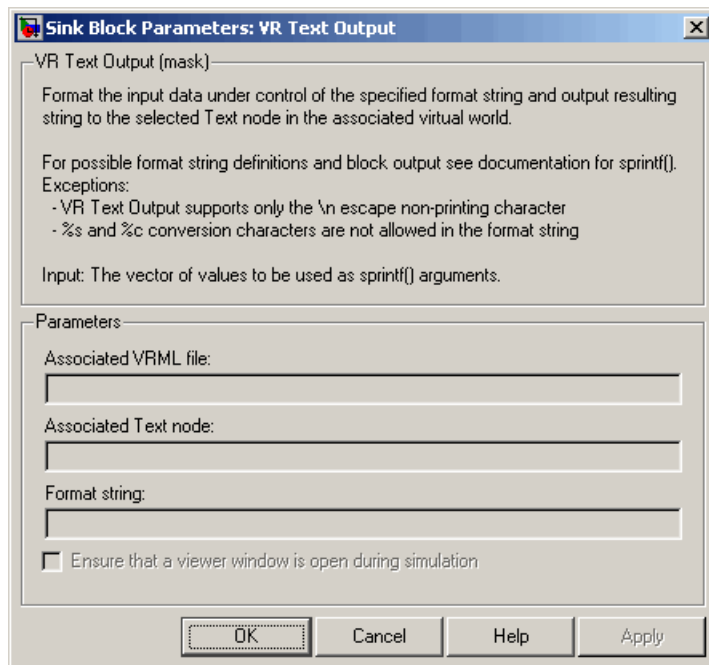 Sink Block Parameters: VR Text Output
VR Text Output (mask)
Format the input data under control of the specified format string and output resulting
string to the selected Text node in the associated virtual world.
For possible format string definitions and block output see documentation for sprintf().
Exceptions:
- VR Text Output supports only the \n escape non-printing character
- %s and %c conversion characters are not allowed in the format string
Input: The vector of values to be used as sprintf() arguments.
Parameters
Associated VRML file:
Associated Text node:
Format string:
Ensure that a viewer window is open during simulation
OK Cancel Help Apply